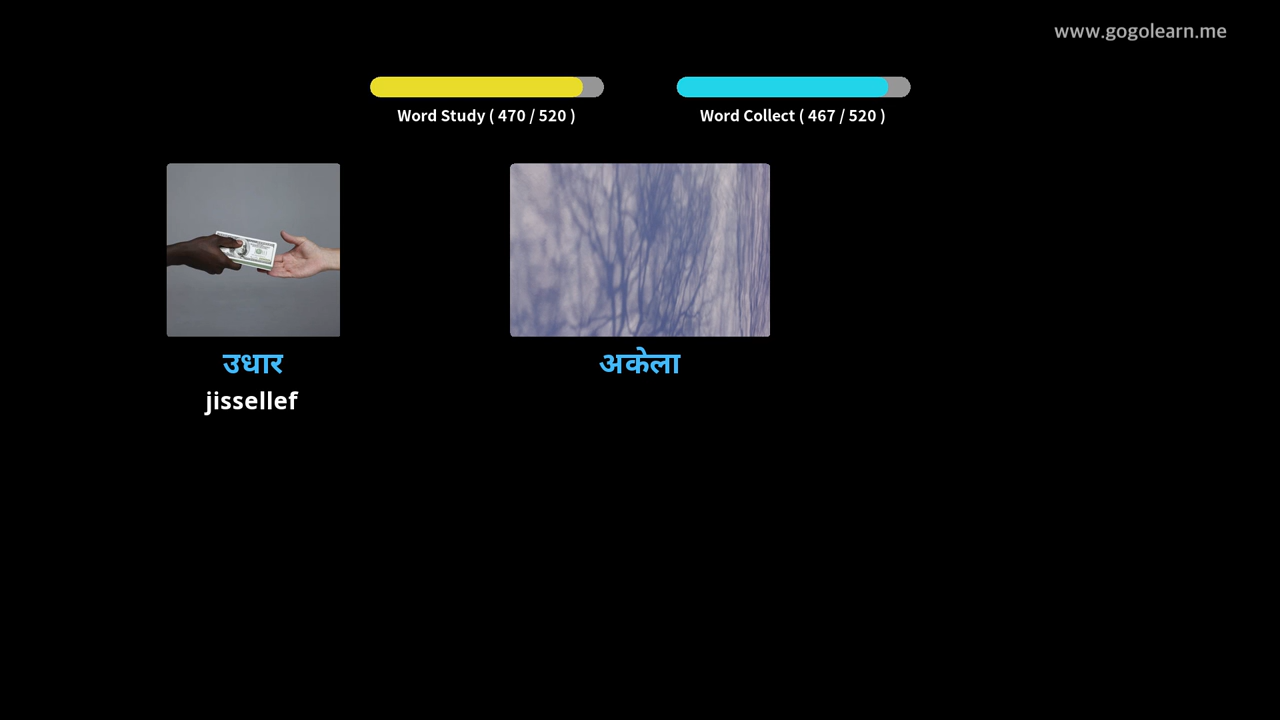 www.gogolearn.me
Word Study ( 470 / 520 )
Word Collect ( 467 / 520 )
उधार
अकेला
jissellef